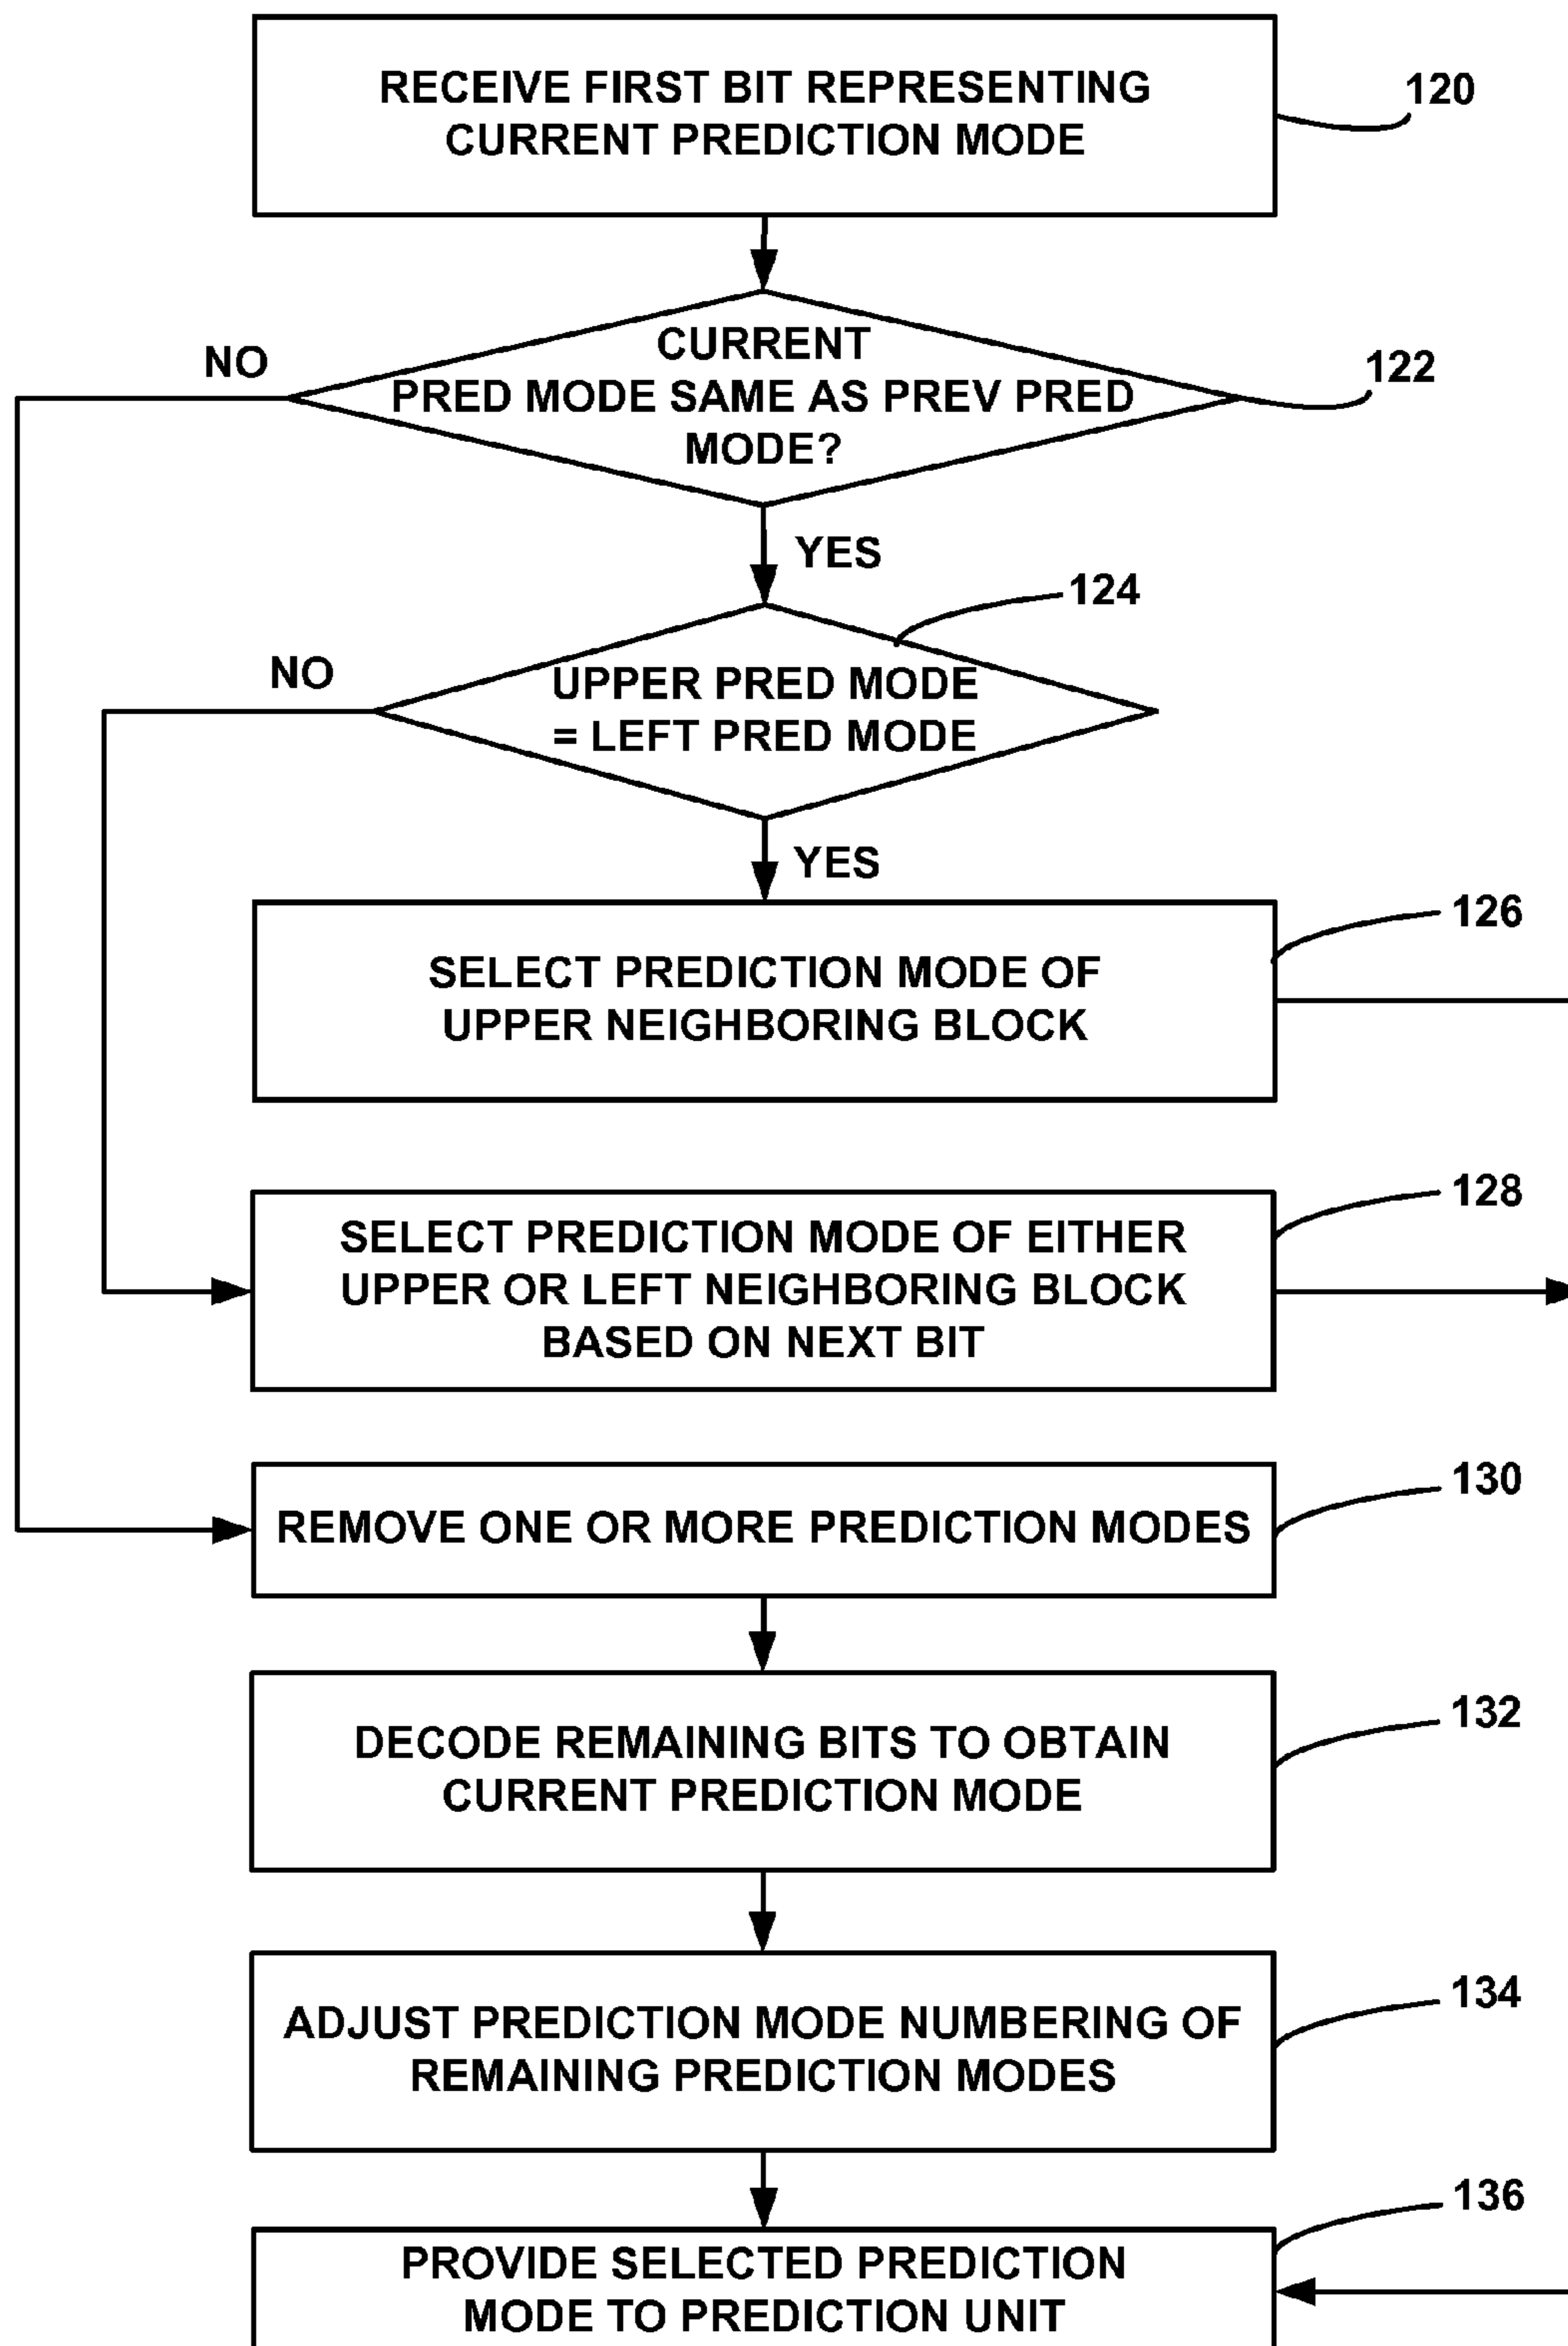 RECEIVE FIRST BIT REPRESENTING
CURRENT PREDICTION MODE
120
CURRENT
PRED MODE SAME AS PREV PRED
MODE?
122
NO
YES
124
UPPER PRED MODE
= LEFT PRED MODE
NO
YES
126
SELECT PREDICTION MODE OF
UPPER NEIGHBORING BLOCK
128
SELECT PREDICTION MODE OF EITHER
UPPER OR LEFT NEIGHBORING BLOCK
BASED ON NEXT BIT
130
REMOVE ONE OR MORE PREDICTION MODES
132
DECODE REMAINING BITS TO OBTAIN
CURRENT PREDICTION MODE
134
ADJUST PREDICTION MODE NUMBERING OF
REMAINING PREDICTION MODES
136
PROVIDE SELECTED PREDICTION
MODE TO PREDICTION UNIT